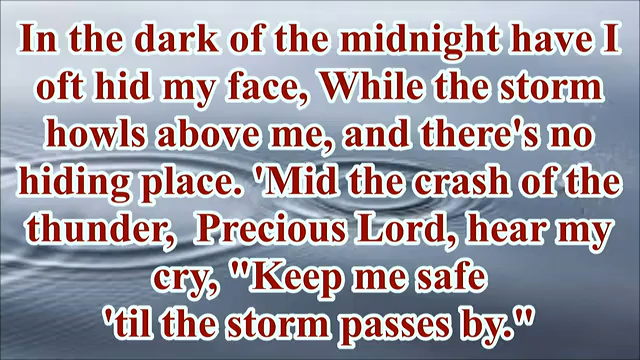 In the dark of the midnight have I
oft hid my face, While the storm
howls above me, and there's no
hiding place. 'Mid the crash of the
thunder,  Precious Lord, hear my
cry, "Keep me safe
'til the storm passes by."